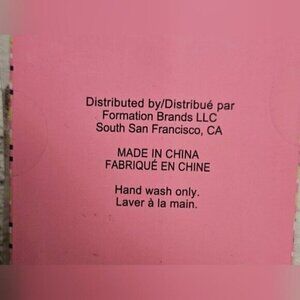 Distributed by/Distribué par
Formation Brands LLC
South San Francisco, CA
MADE IN CHINA
FABRIQUÉ EN CHINE
Hand wash only.
Laver à la main.